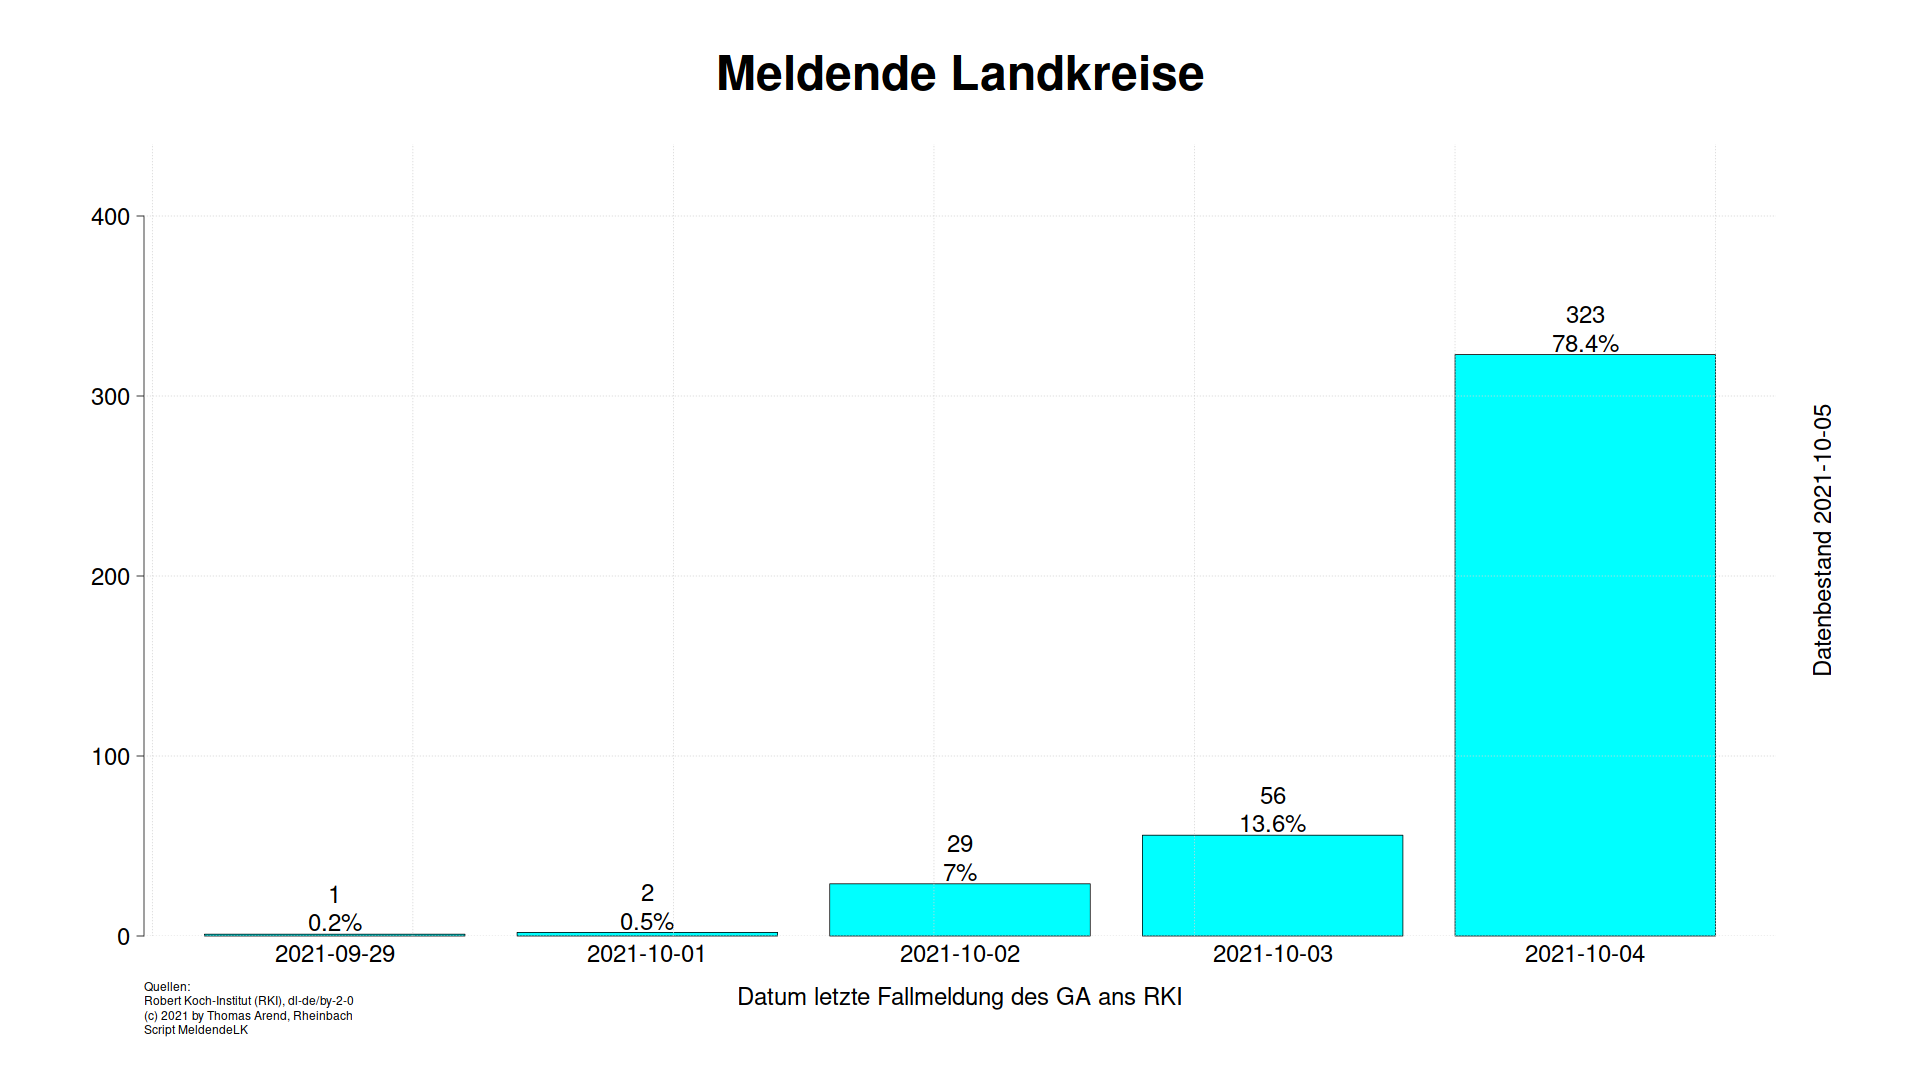 Meldende Landkreise
400
300
200
100
0
1
0.2%
2
0.5%
29
7%
56
13.6%
323
78.4%
2021-09-29
2021-10-01
2021-10-02
2021-10-03
2021-10-04
Datum letzte Fallmeldung des GA ans RKI
Datenbestand 2021-10-05
Quellen:
Robert Koch-Institut (RKI), dl-de/by-2-0
(c) 2021 by Thomas Arend, Rheinbach
Script MeldendeLK